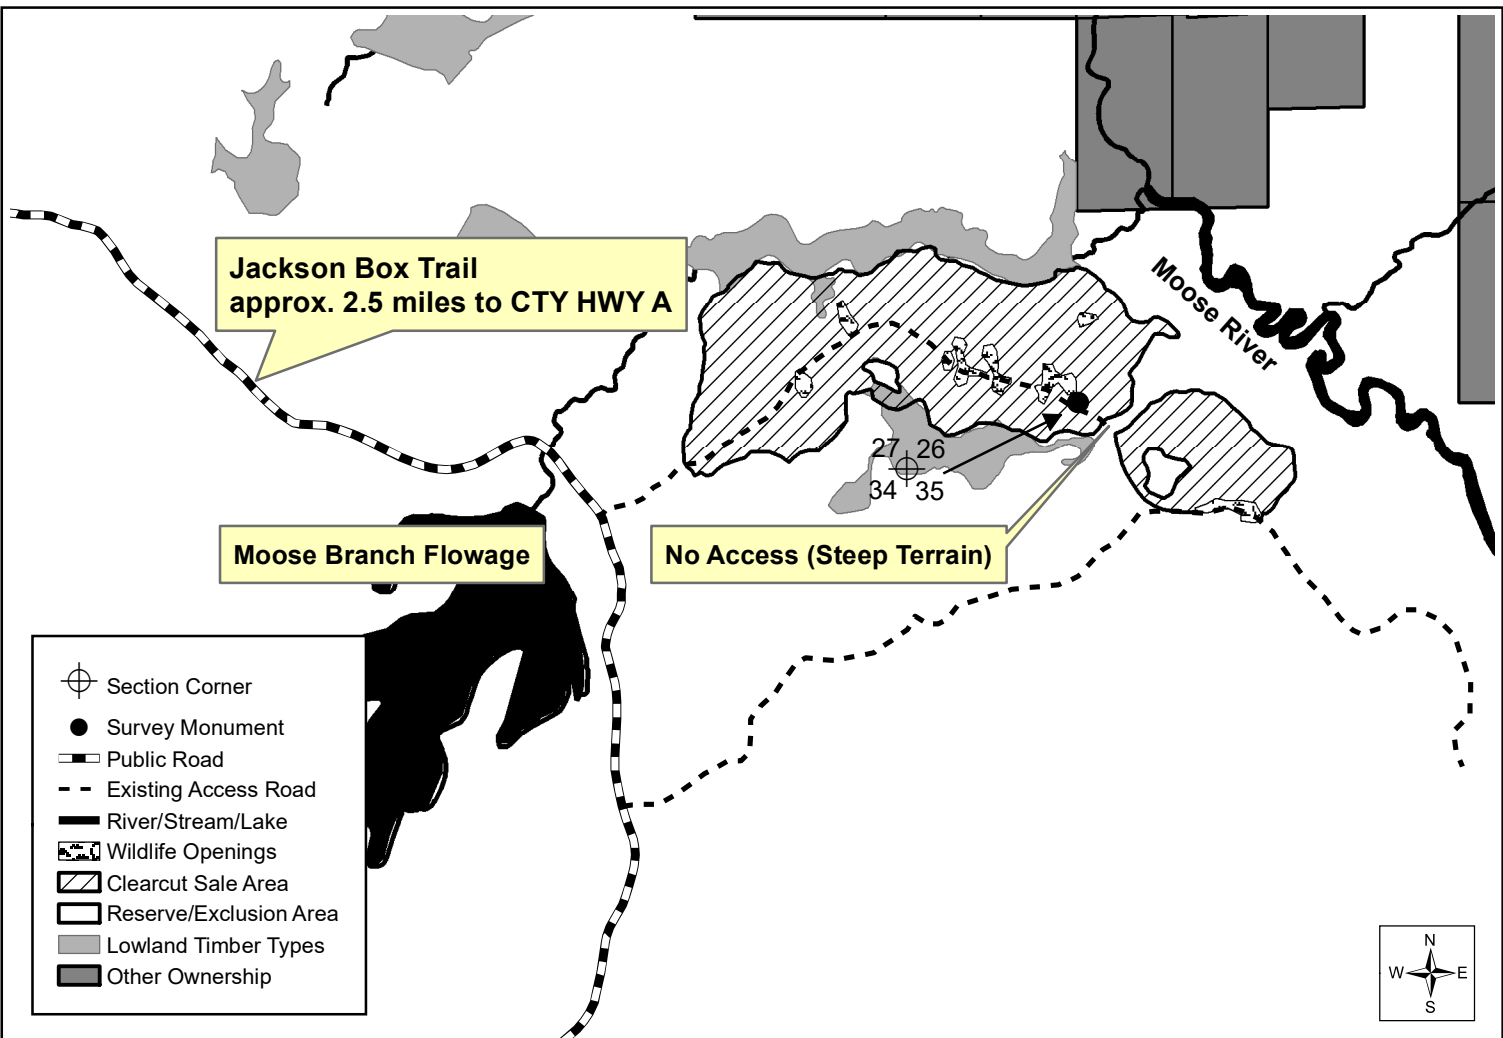 Jackson Box Trail
approx. 2.5 miles to CTY HWY A
Moose River
27 26
34 35
Moose Branch Flowage
No Access (Steep Terrain)
Section Corner
Survey Monument
Public Road
Existing Access Road
River/Stream/Lake
Wildlife Openings
Clearcut Sale Area
Reserve/Exclusion Area
Lowland Timber Types
Other Ownership
N
W E
S